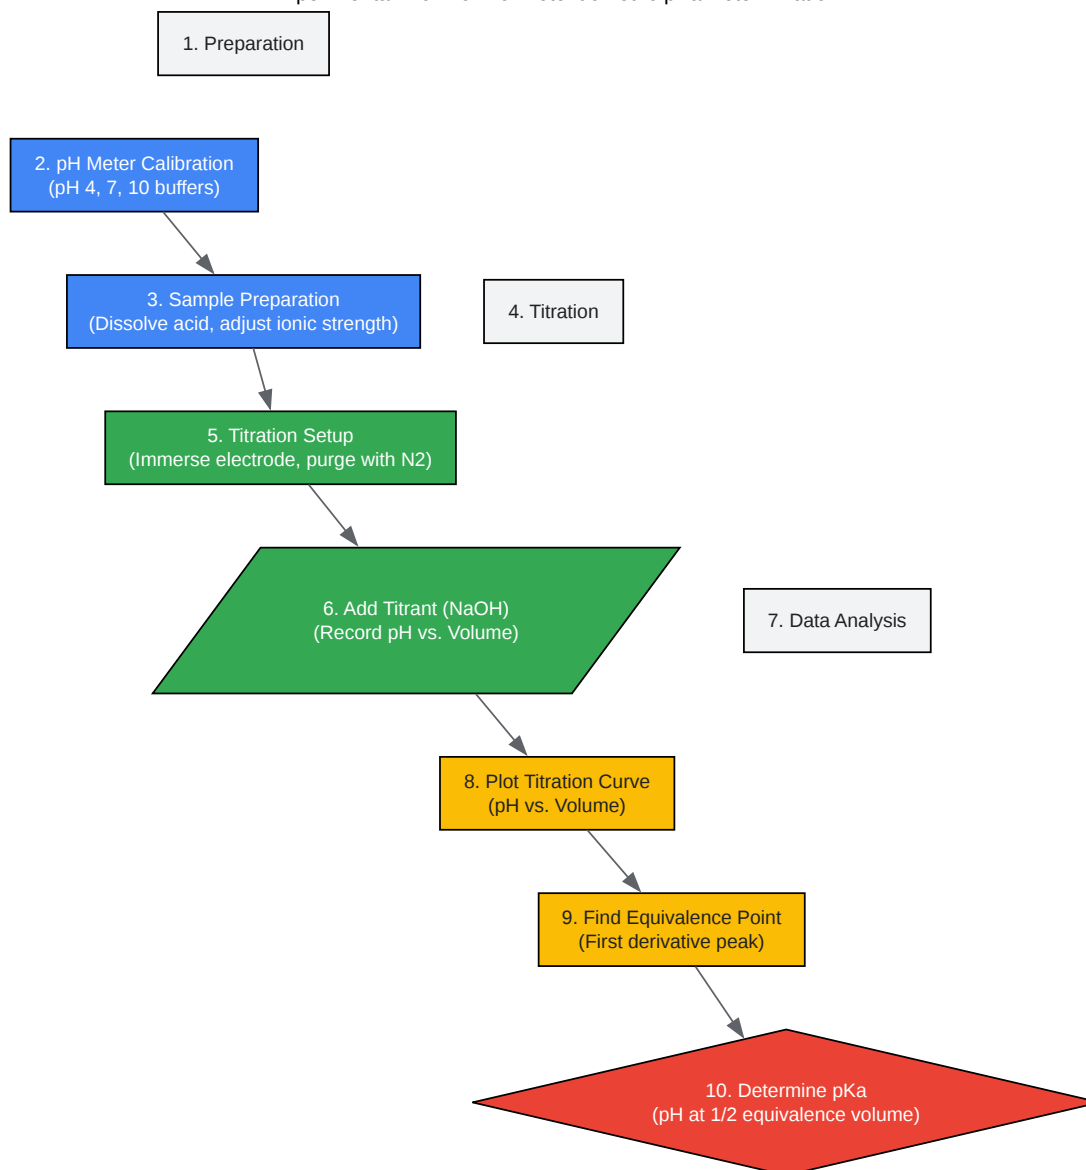 1. Preparation
2. pH Meter Calibration
(pH 4, 7, 10 buffers)
3. Sample Preparation
(Dissolve acid, adjust ionic strength)
4. Titration
5. Titration Setup
(Immerse electrode, purge with N2)
6. Add Titrant (NaOH)
(Record pH vs. Volume)
7. Data Analysis
8. Plot Titration Curve
(pH vs. Volume)
9. Find Equivalence Point
(First derivative peak)
10. Determine pKa
(pH at 1/2 equivalence volume)